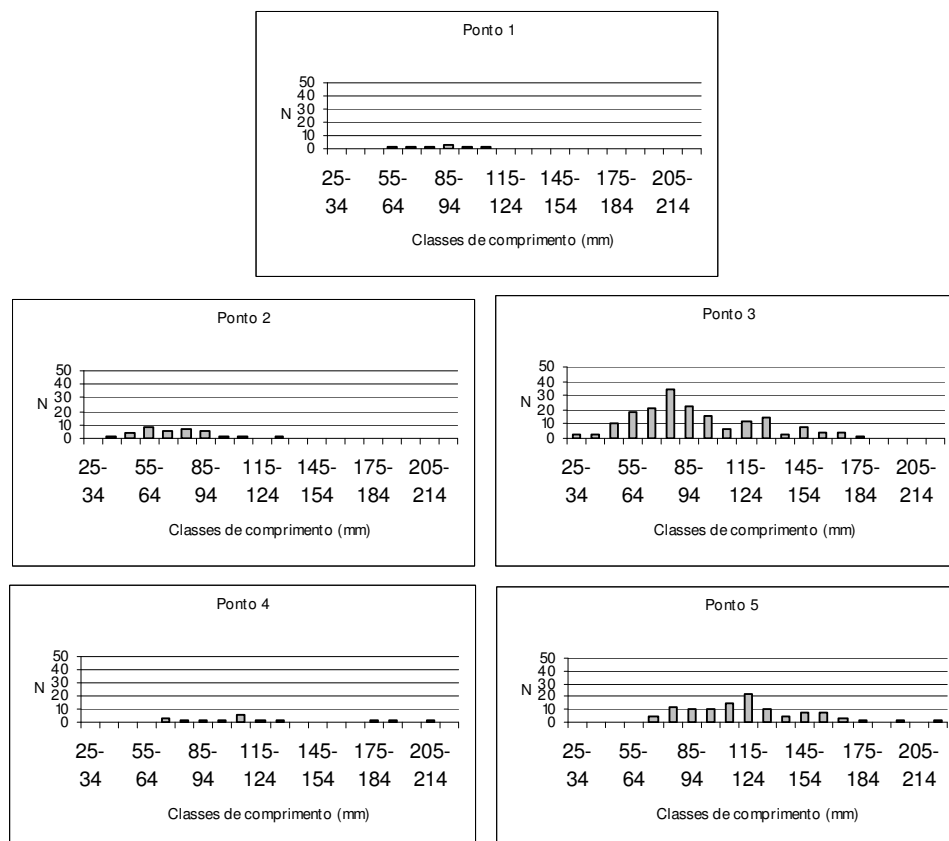 Ponto 1
50
40
30
N 20
10
0
25- 55- 85- 115- 145- 175- 205-
34 64 94 124 154 184 214
Classes de comprimento (mm)
Ponto 2
50
40
30
N 20
10
0
25- 55- 85- 115- 145- 175- 205-
34 64 94 124 154 184 214
Classes de comprimento (mm)
Ponto 3
50
40
30
N 20
10
0
25- 55- 85- 115- 145- 175- 205-
34 64 94 124 154 184 214
Classes de comprimento (mm)
Ponto 4
50
40
30
N 20
10
0
25- 55- 85- 115- 145- 175- 205-
34 64 94 124 154 184 214
Classes de comprimento (mm)
Ponto 5
50
40
30
N 20
10
0
25- 55- 85- 115- 145- 175- 205-
34 64 94 124 154 184 214
Classes de comprimento (mm)